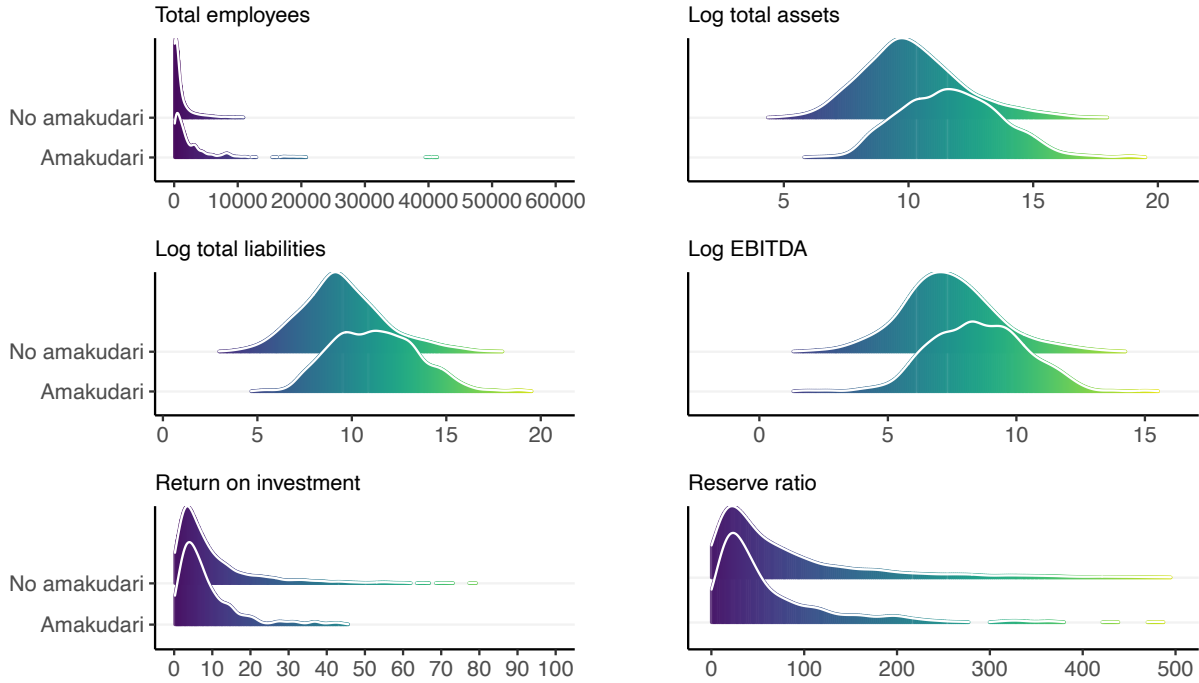 Total employees
No amakudari
Amakudari
0 10000 20000 30000 40000 50000 60000
Log total assets
5 10 15 20
Log total liabilities
No amakudari
Amakudari
0 5 10 15 20
Log EBITDA
0 5 10 15
Return on investment
No amakudari
Amakudari
0 10 20 30 40 50 60 70 80 90 100
Reserve ratio
0 100 200 300 400 500